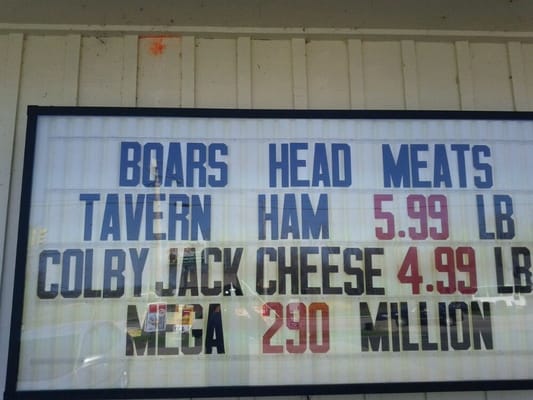 BOARS HEAD MEATS
TAVERN HAM 5.99 LB
COLBY JACK CHEESE 4.99 LB
MEGA 290 MILLION